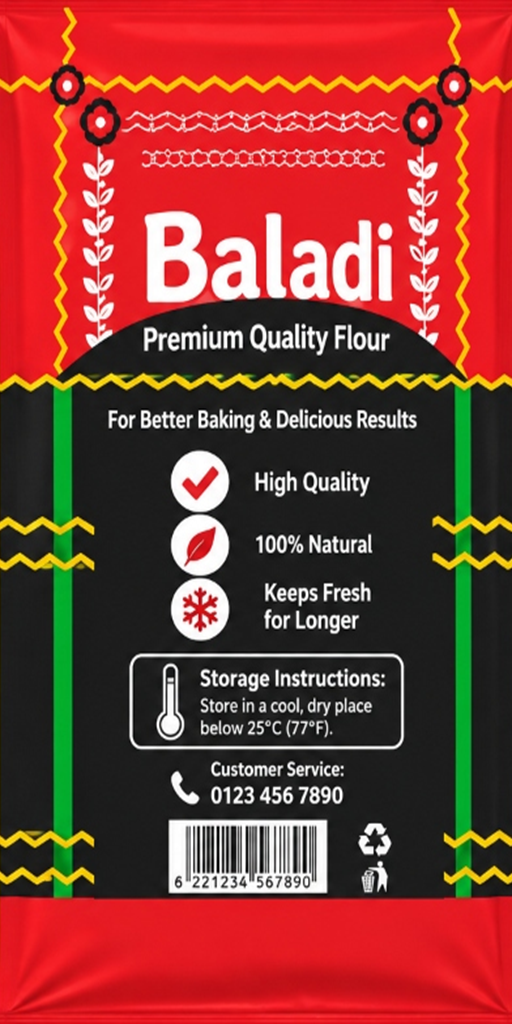 Baladi
Premium Quality Flour
For Better Baking & Delicious Results
High Quality
100% Natural
Keeps Fresh
for Longer
Storage Instructions:
Store in a cool, dry place
below 25°C (77°F).
Customer Service:
0123 456 7890
6 221234 567890